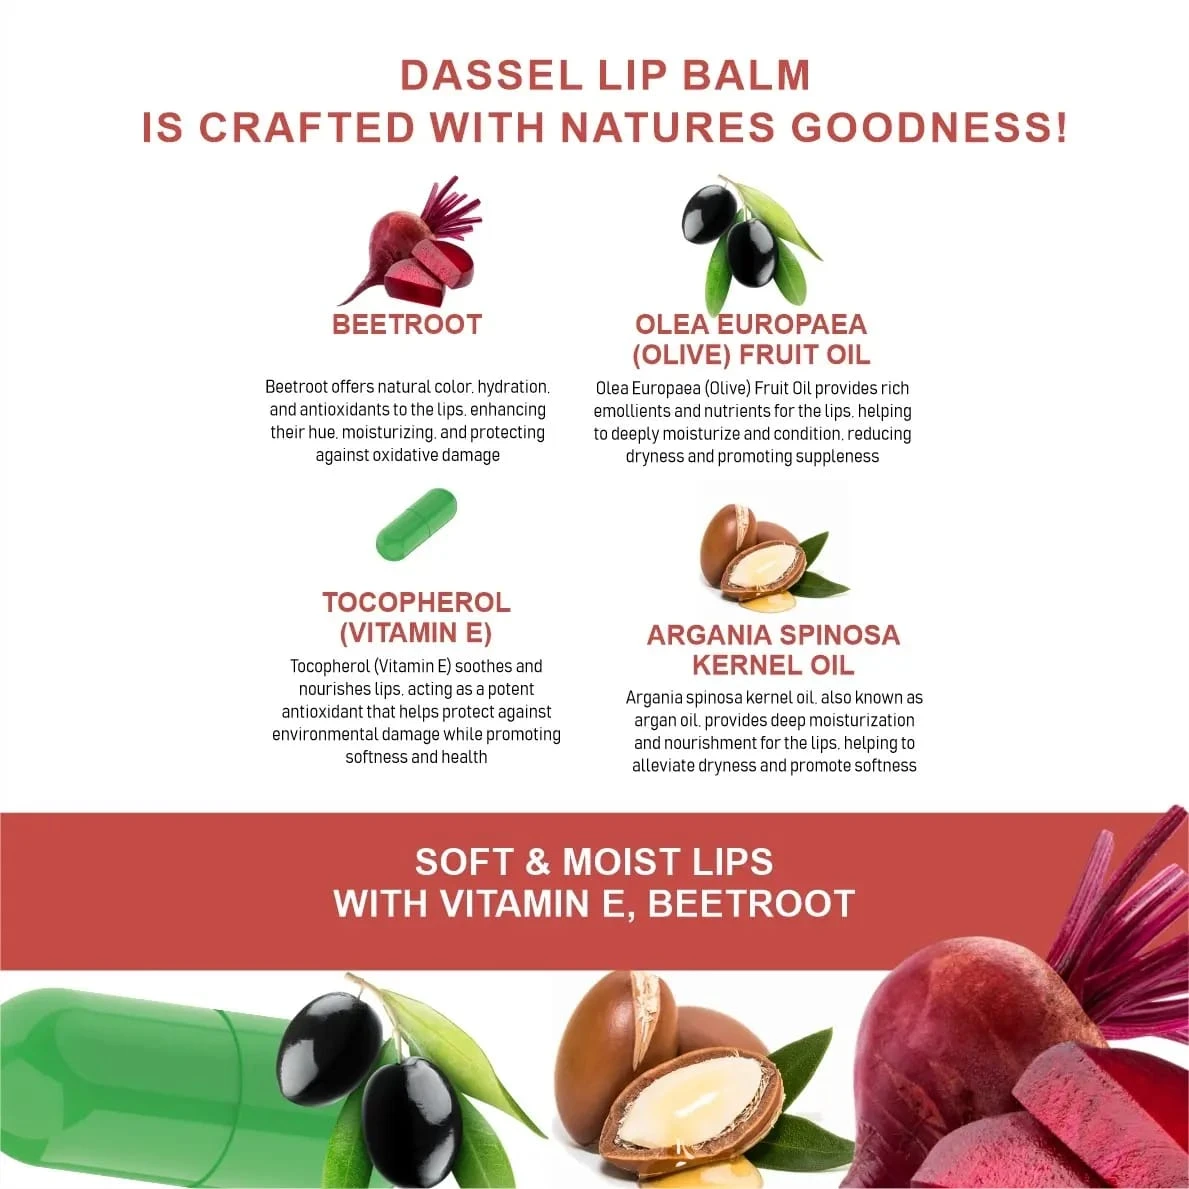 DASSEL LIP BALM
IS CRAFTED WITH NATURES GOODNESS!
BEETROOT
Beetroot offers natural color, hydration,
and antioxidants to the lips, enhancing
their hue, moisturizing, and protecting
against oxidative damage
OLEA EUROPAEA
(OLIVE) FRUIT OIL
Olea Europaea (Olive) Fruit Oil provides rich
emollients and nutrients for the lips, helping
to deeply moisturize and condition, reducing
dryness and promoting suppleness
TOCOPHEROL
(VITAMIN E)
Tocopherol (Vitamin E) soothes and
nourishes lips, acting as a potent
antioxidant that helps protect against
environmental damage while promoting
softness and health
ARGANIA SPINOSA
KERNEL OIL
Argania spinosa kernel oil, also known as
argan oil, provides deep moisturization
and nourishment for the lips, helping to
alleviate dryness and promote softness
SOFT & MOIST LIPS
WITH VITAMIN E, BEETROOT